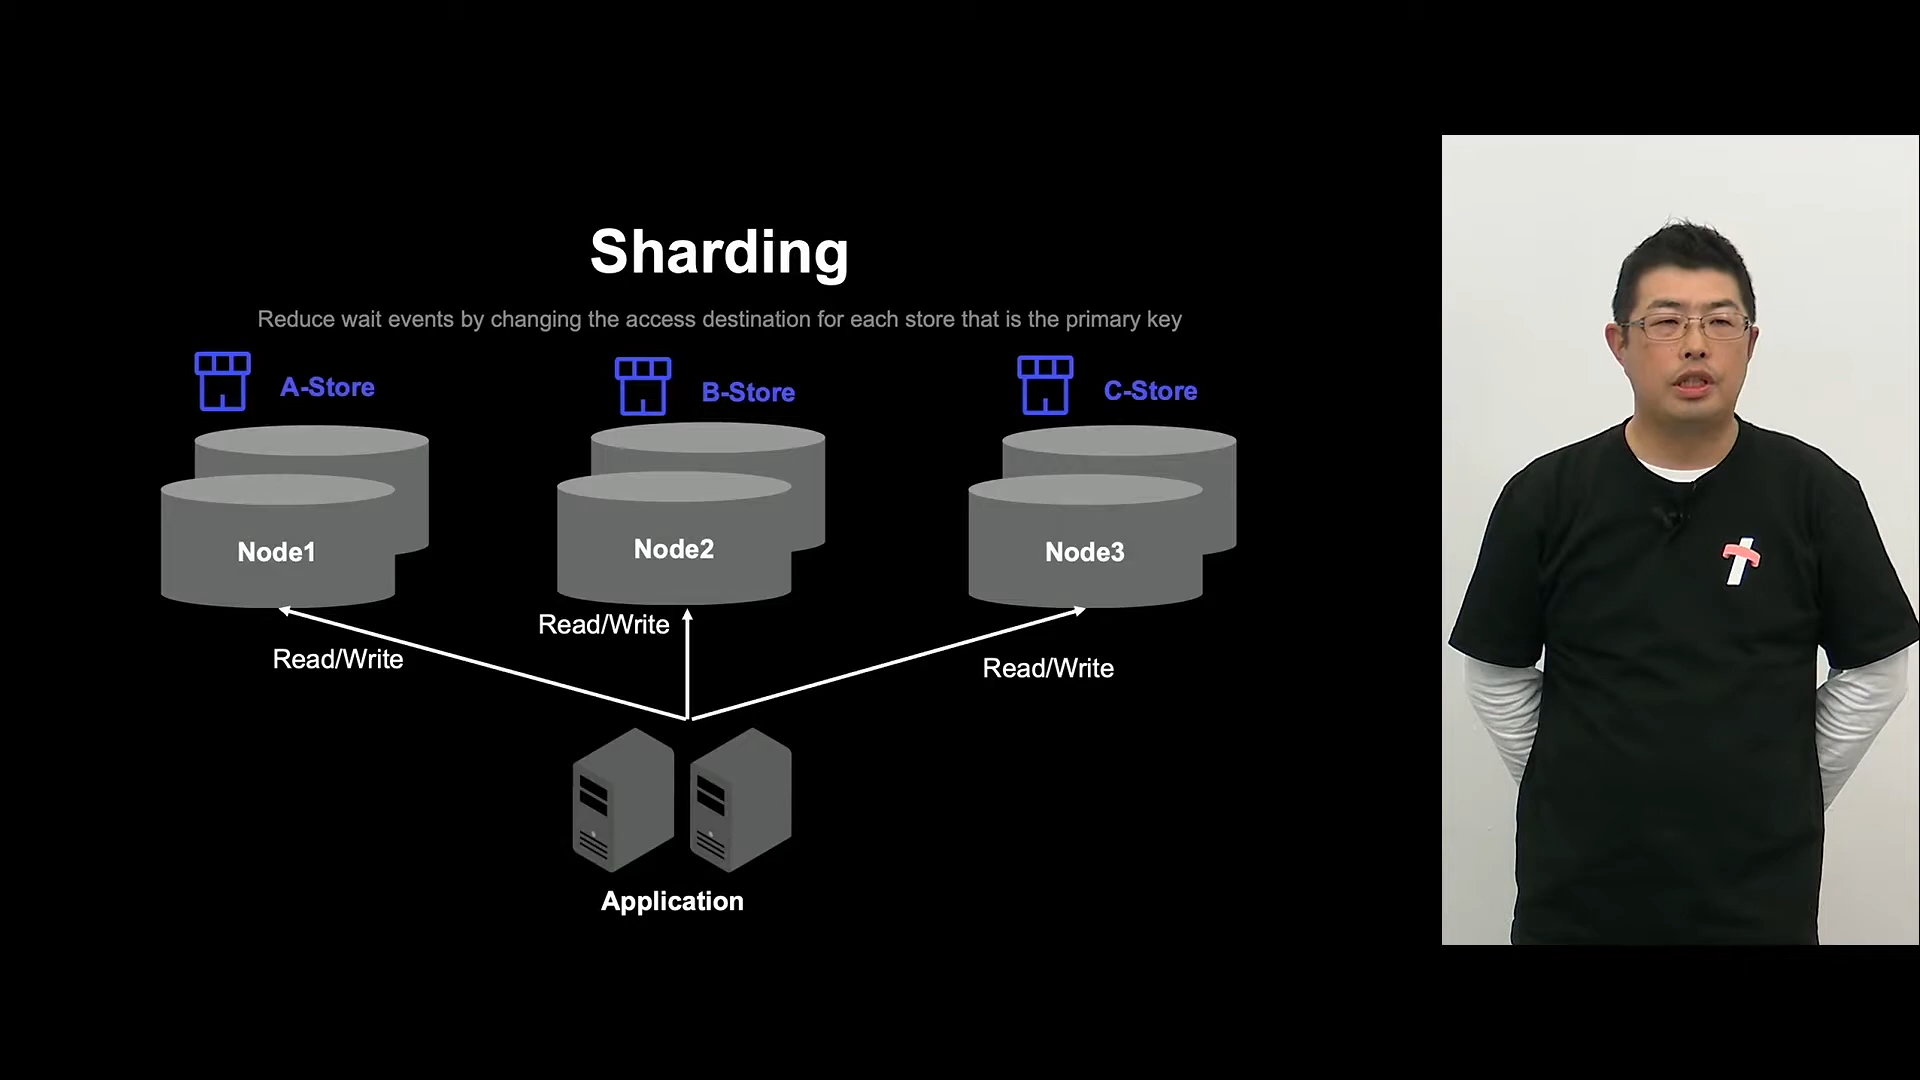 Sharding
Reduce wait events by changing the access destination for each store that is the primary key
A-Store
B-Store
C-Store
Node1
Node2
Node3
Read/Write
Read/Write
Read/Write
Application